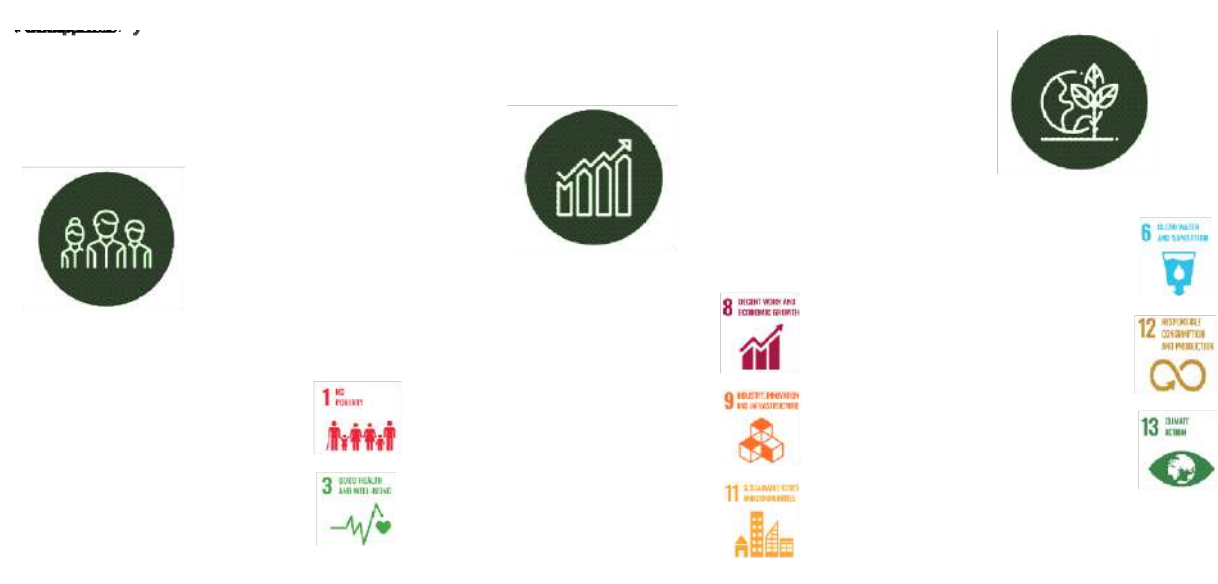 6 CLEAN WATER
AND SANITATION
8 DECENT WORK AND
ECONOMIC GROWTH
12 RESPONSIBLE
CONSUMPTION
AND PRODUCTION
1 NO
POVERTY
9 INDUSTRY, INNOVATION
AND INFRASTRUCTURE
13 CLIMATE
ACTION
3 GOOD HEALTH
AND WELL-BEING
11 SUSTAINABLE CITIES
AND COMMUNITIES